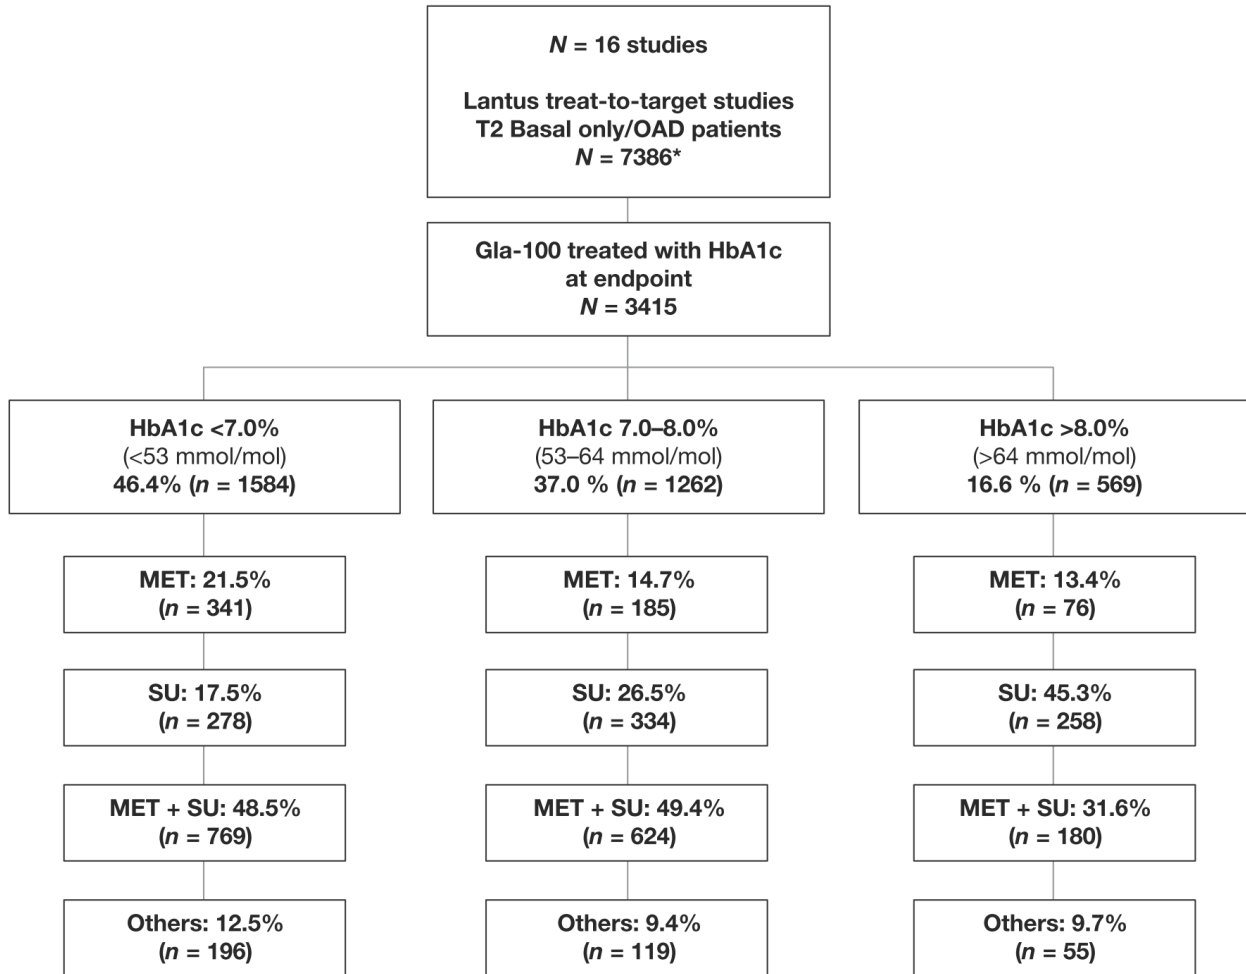 N = 16 studies
Lantus treat-to-target studies
T2 Basal only/OAD patients
N = 7386*
Gla-100 treated with HbA1c
at endpoint
N = 3415
HbA1c <7.0%
(<53 mmol/mol)
46.4% (n = 1584)
HbA1c 7.0–8.0%
(53–64 mmol/mol)
37.0 % (n = 1262)
HbA1c >8.0%
(>64 mmol/mol)
16.6 % (n = 569)
MET: 21.5%
(n = 341)
MET: 14.7%
(n = 185)
MET: 13.4%
(n = 76)
SU: 17.5%
(n = 278)
SU: 26.5%
(n = 334)
SU: 45.3%
(n = 258)
MET + SU: 48.5%
(n = 769)
MET + SU: 49.4%
(n = 624)
MET + SU: 31.6%
(n = 180)
Others: 12.5%
(n = 196)
Others: 9.4%
(n = 119)
Others: 9.7%
(n = 55)